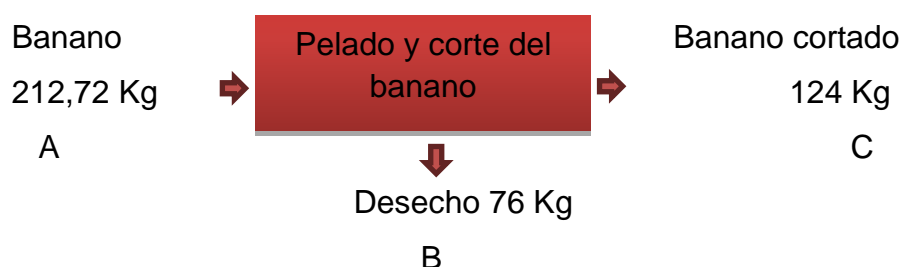 Banano
212,72 Kg
A
Pelado y corte del
banano
Banano cortado
124 Kg
C
Desecho 76 Kg
B